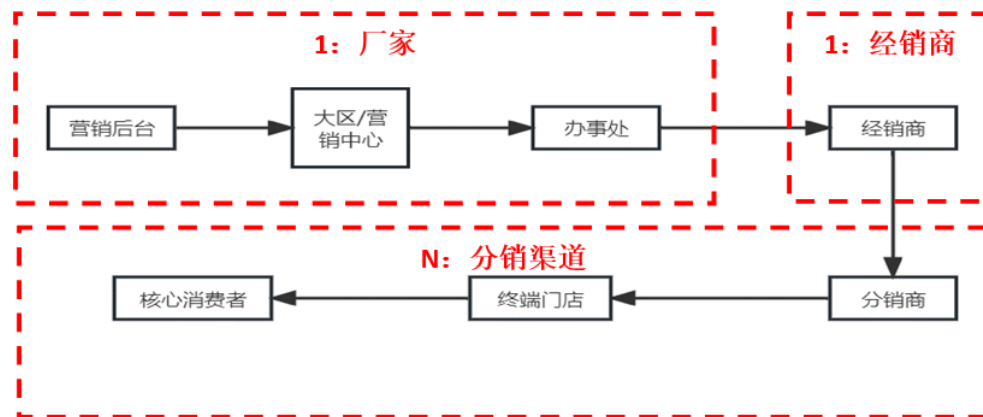 1：厂家
1：经销商
营销后台
大区/营
销中心
办事处
经销商
N：分销渠道
核心消费者
终端门店
分销商